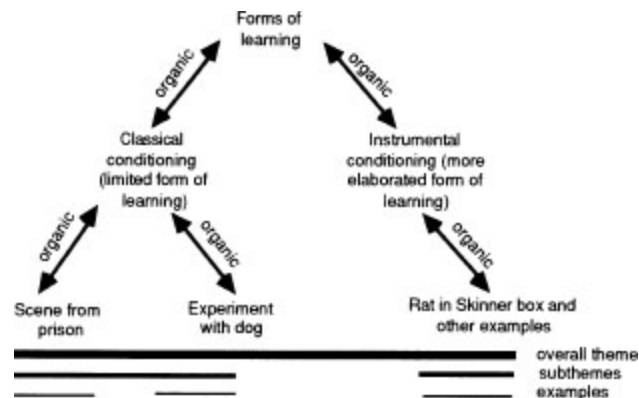 Forms of
learning
organic
organic
Classical
conditioning
(limited form of
learning)
Instrumental
conditioning (more
elaborated form of
learning)
organic
organic
organic
Scene from
prison
Experiment
with dog
Rat in Skinner box and
other examples
overall theme
subthemes
examples